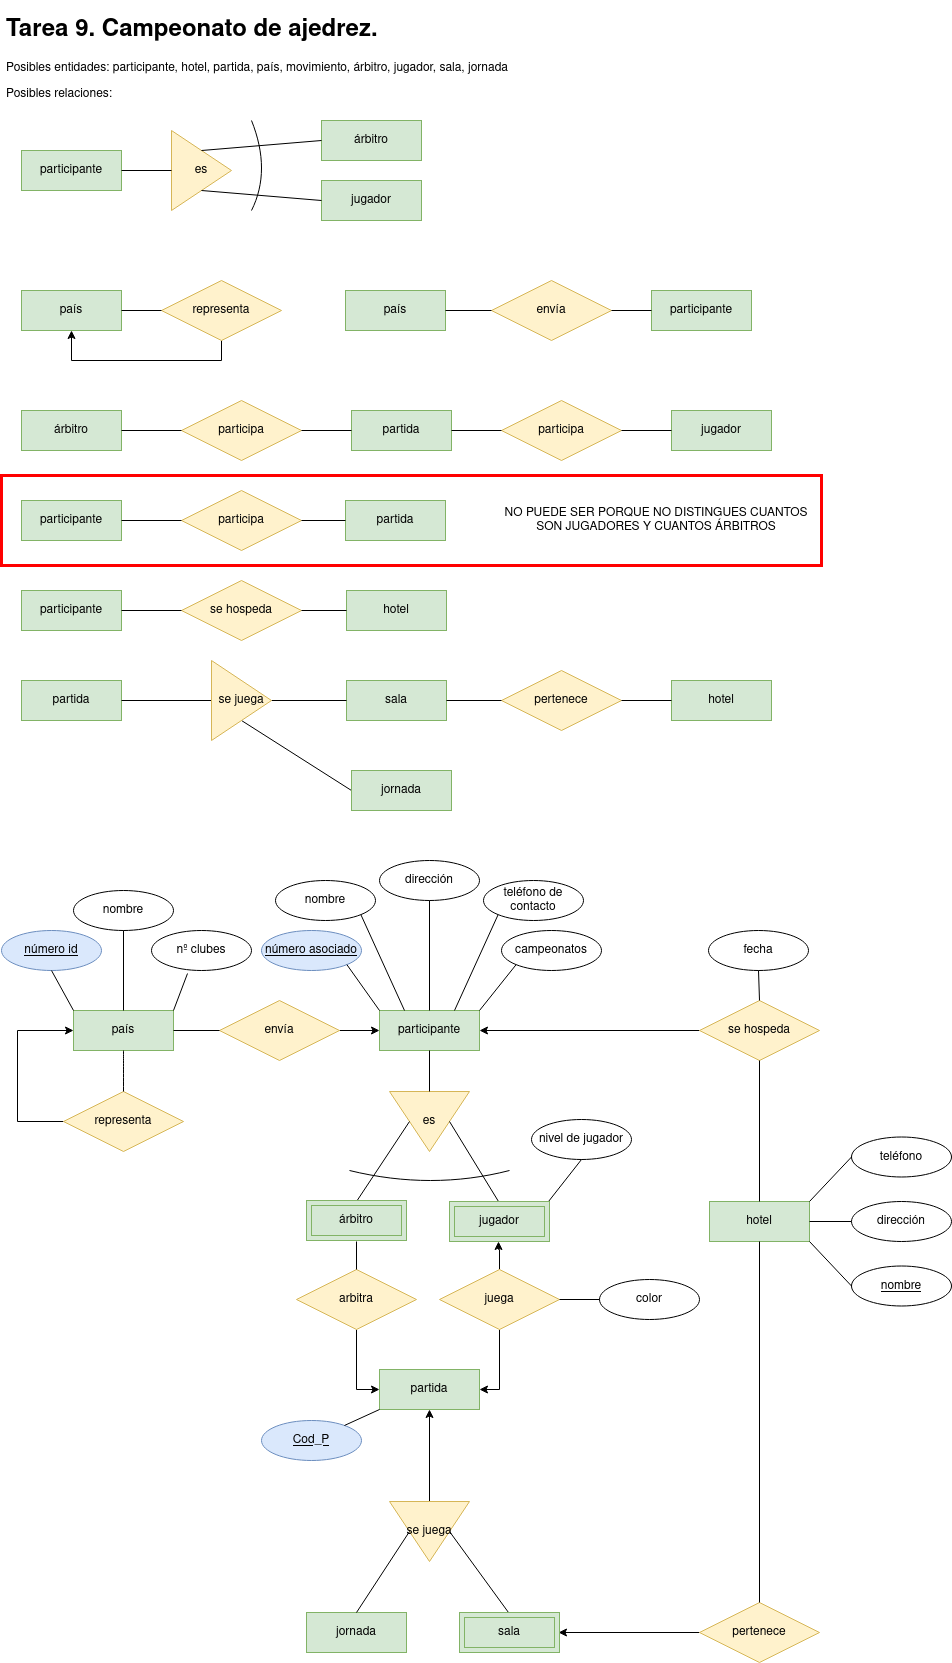 Tarea 9. Campeonato de ajedrez.
Posibles entidades: participante, hotel, partida, país, movimiento, árbitro, jugador, sala, jornada
Posibles relaciones:
árbitro
participante
es
jugador
país
representa
país
envía
participante
árbitro
participa
partida
participa
jugador
participante
participa
partida
NO PUEDE SER PORQUE NO DISTINGUES CUANTOS
SON JUGADORES Y CUANTOS ÁRBITROS
participante
se hospeda
hotel
partida
se juega
sala
pertenece
hotel
jornada
dirección
nombre
teléfono de
contacto
nombre
número id
nº clubes
número asociado
campeonatos
fecha
país
envía
participante
se hospeda
representa
es
nivel de jugador
teléfono
árbitro
jugador
hotel
dirección
nombre
arbitra
juega
color
partida
Cod_P
se juega
jornada
sala
pertenece